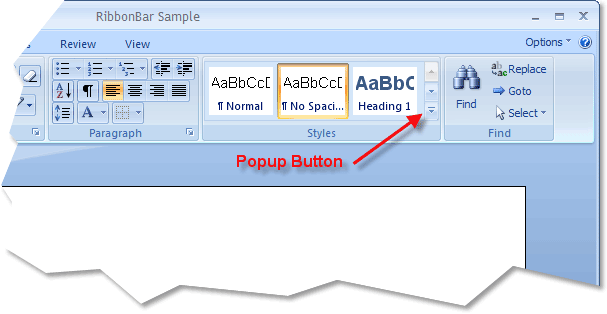 RibbonBar Sample
Review View Options
AaBbCcD AaBbCcD AaBbC
¶ Normal ¶ No Spaci... Heading 1
Find
Replace
Goto
Select
Paragraph Styles Find
Popup Button